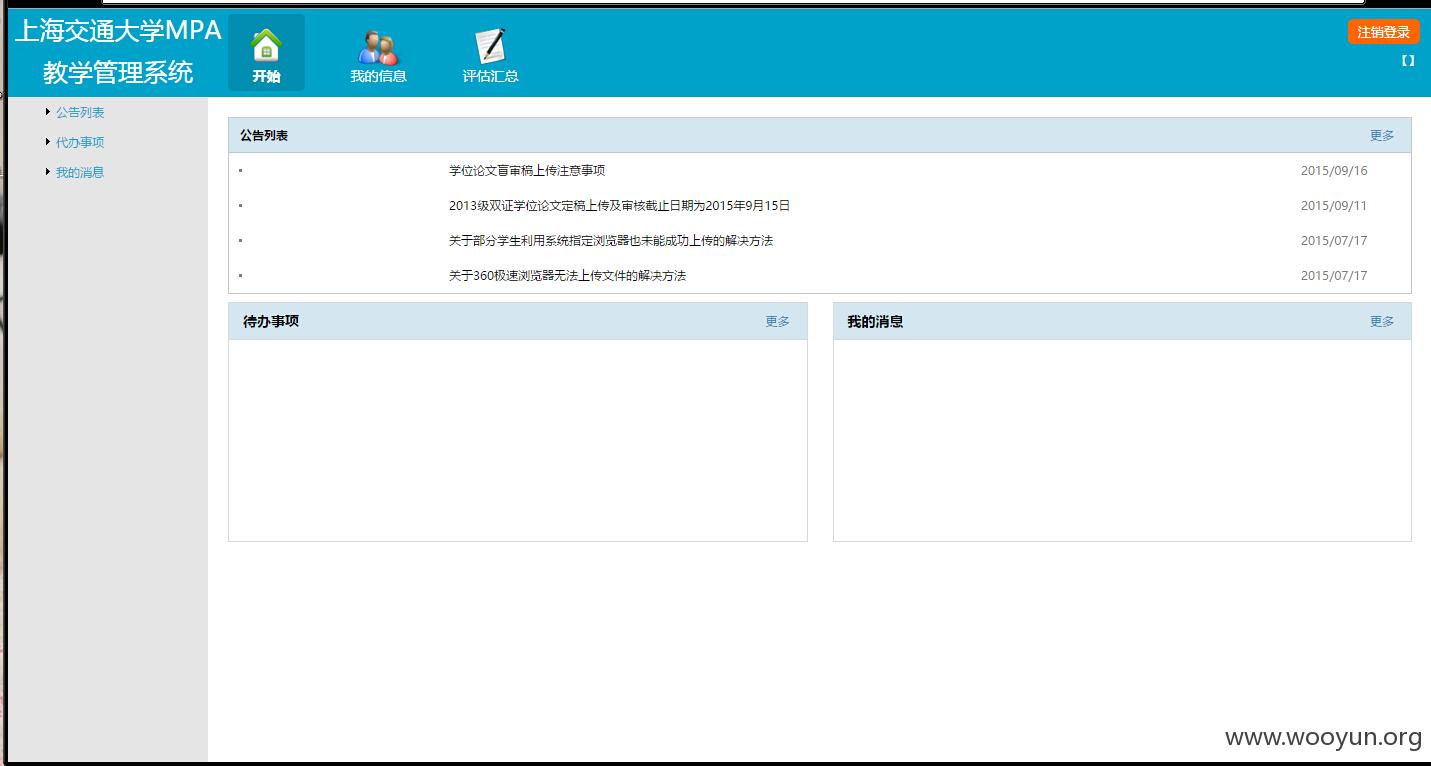 上海交通大学MPA
教学管理系统
开始
我的信息
评估汇总
注销登录
【】
公告列表
代办事项
我的消息
公告列表 更多
学位论文盲审稿上传注意事项 2015/09/16
2013级双证学位论文定稿上传及审核截止日期为2015年9月15日 2015/09/11
关于部分学生利用系统指定浏览器也未能成功上传的解决方法 2015/07/17
关于360极速浏览器无法上传文件的解决方法 2015/07/17
待办事项 更多
我的消息 更多
www.wooyun.org